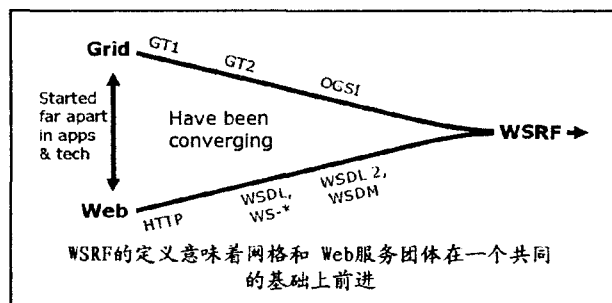 GT1
Grid
GT2
OGSI
Started
far apart
in apps
& tech
Have been
converging
WSRF
Web
HTTP
WSDL,
WS-*
WSDL 2,
WSDM
WSRF的定义意味着网格和 Web服务团体在一个共同
的基础上前进